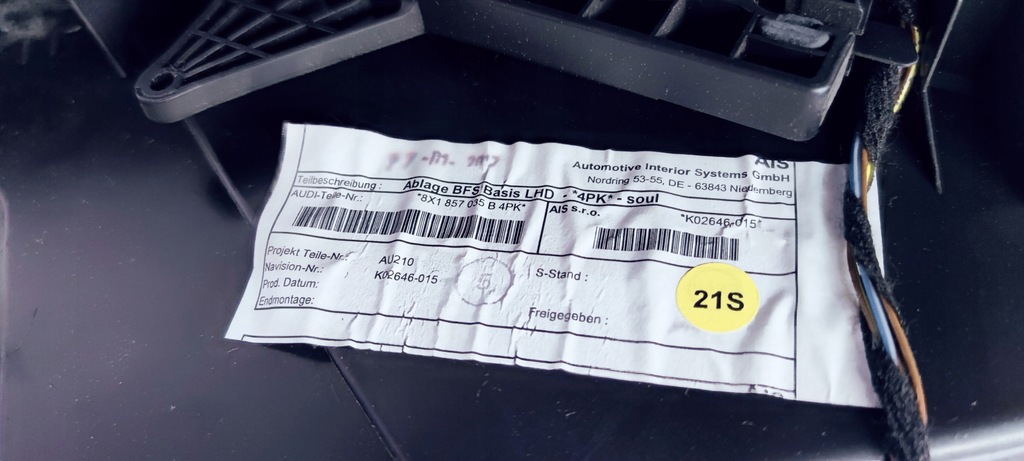 AIS
Automotive Interior Systems GmbH
Nordring 53-55, DE - 63843 Niedernberg
Teilbeschreibung : Ablage BFS Basis LHD - *4PK* - soul
AUDI-Teile-Nr.: *8X1 857 035 B 4PK*
AIS s.r.o. *K02646-015*
Projekt Teile-Nr.: AU210
Navision-Nr.: K02646-015
Prod. Datum:
Endmontage:
5
S-Stand :
Freigegeben :
21S